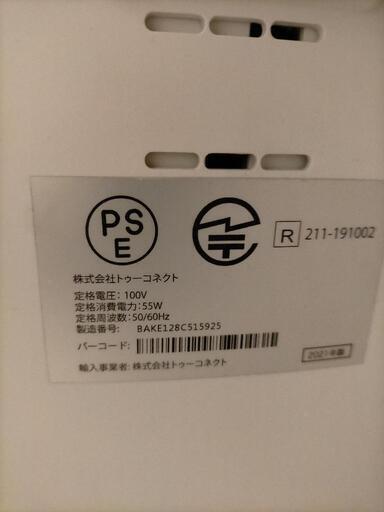 PS
E
R 211-191002
株式会社トゥーコネクト
定格電圧：100V
定格消費電力：55W
定格周波数：50/60Hz
製造番号： BAKE128C515925
バーコード：
輸入事業者：株式会社トゥーコネクト
2021年製